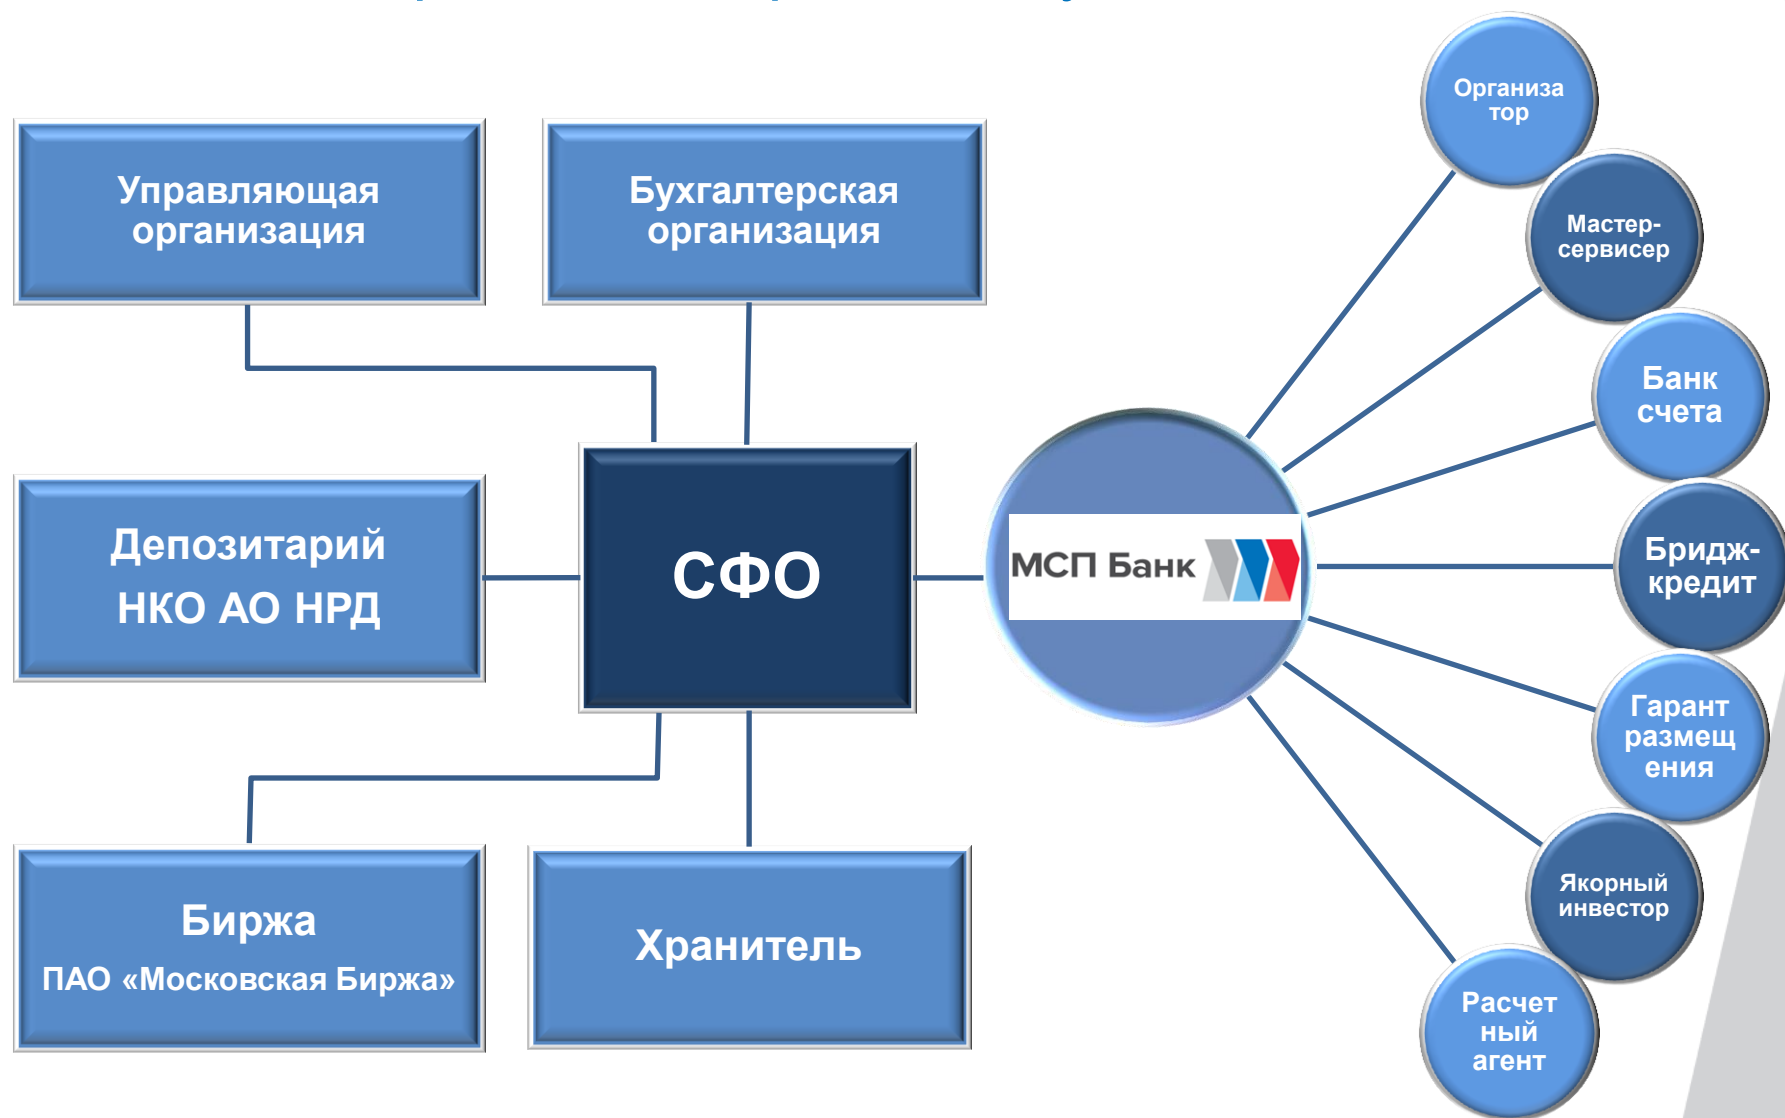 Управляющая
организация
Бухгалтерская
организация
Депозитарий
НКО АО НРД
СФО
Биржа
ПАО «Московская Биржа»
Хранитель
МСП Банк
Организа
тор
Мастер-
сервисер
Банк
счета
Бридж-
кредит
Гарант
размещ
ения
Якорный
инвестор
Расчет
ный
агент